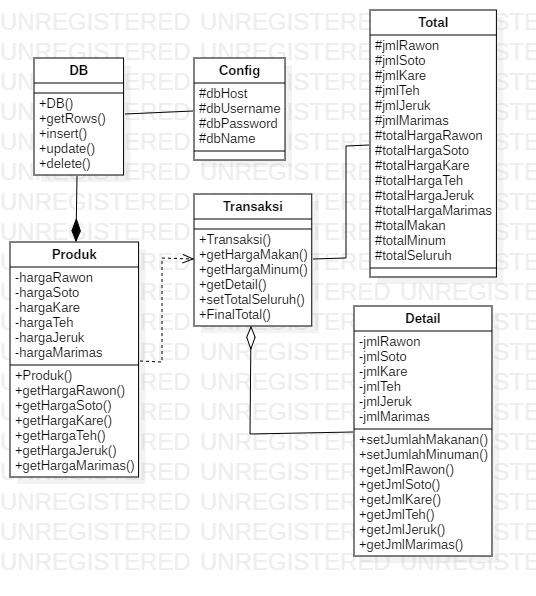 DB
+DB()
+getRows()
+insert()
+update()
+delete()
Config
#dbHost
#dbUsername
#dbPassword
#dbName
Total
#jmlRawon
#jmlSoto
#jmlKare
#jmlTeh
#jmlJeruk
#jmlMarimas
#totalHargaRawon
#totalHargaSoto
#totalHargaKare
#totalHargaTeh
#totalHargaJeruk
#totalHargaMarimas
#totalMakan
#totalMinum
#totalSeluruh
Transaksi
+Transaksi()
+getHargaMakan()
+getHargaMinum()
+getDetail()
+setTotalSeluruh()
+FinalTotal()
Produk
-hargaRawon
-hargaSoto
-hargaKare
-hargaTeh
-hargaJeruk
-hargaMarimas
+Produk()
+getHargaRawon()
+getHargaSoto()
+getHargaKare()
+getHargaTeh()
+getHargaJeruk()
+getHargaMarimas()
Detail
-jmlRawon
-jmlSoto
-jmlKare
-jmlTeh
-jmlJeruk
-jmlMarimas
+setJumlahMakanan()
+setJumlahMinuman()
+getJmlRawon()
+getJmlSoto()
+getJmlKare()
+getJmlTeh()
+getJmlJeruk()
+getJmlMarimas()
UNREGISTERED UNREGISTERED UNREGISTERED